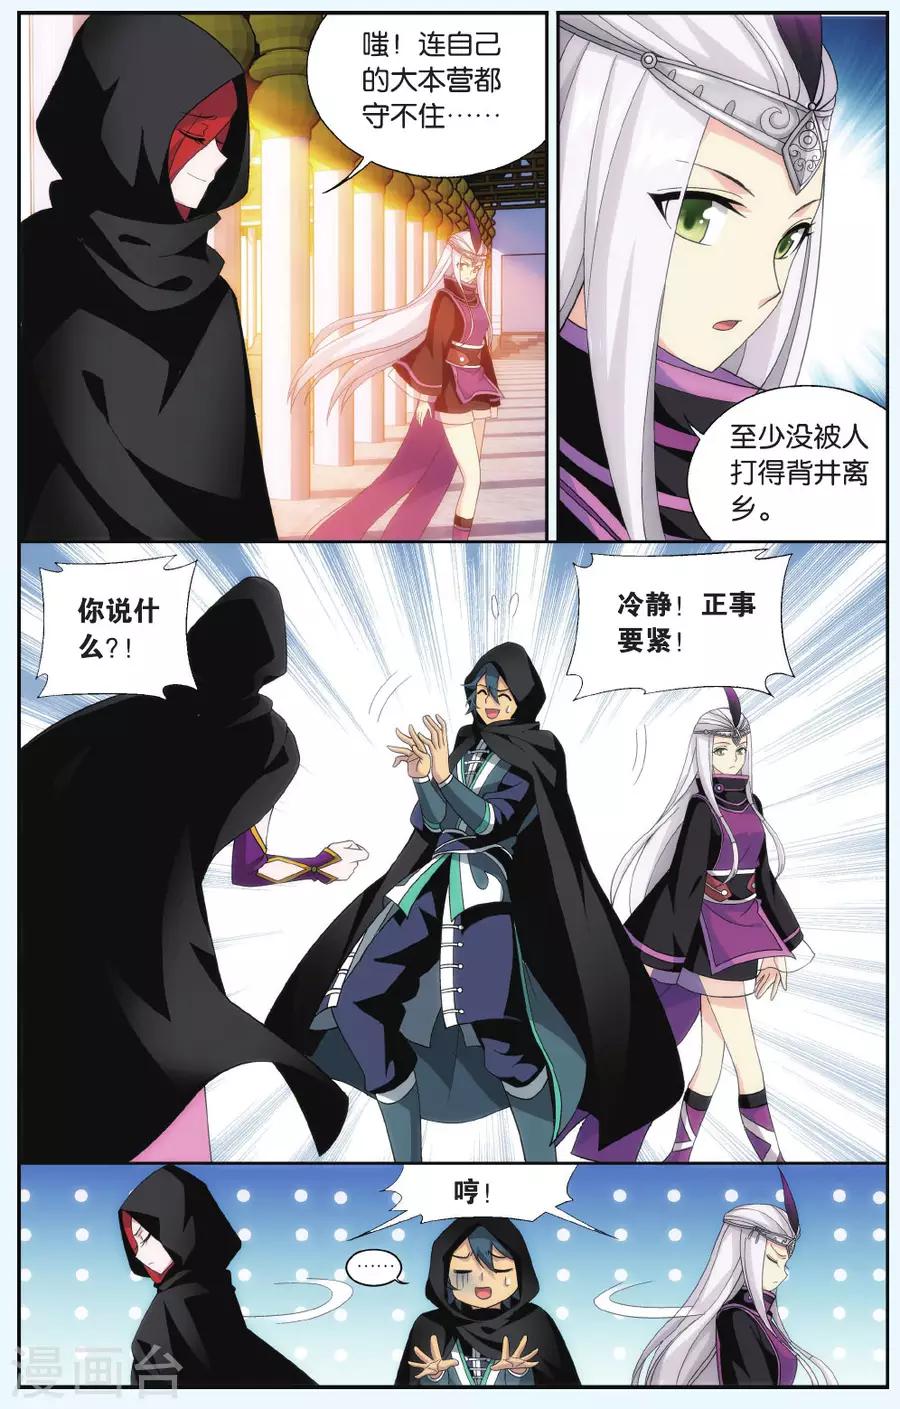 嗤！连自己
的大本营都
守不住……
至少没被人
打得背井离
乡。
你说什
么?!
冷静！正事
要紧！
哼！
……
漫画台